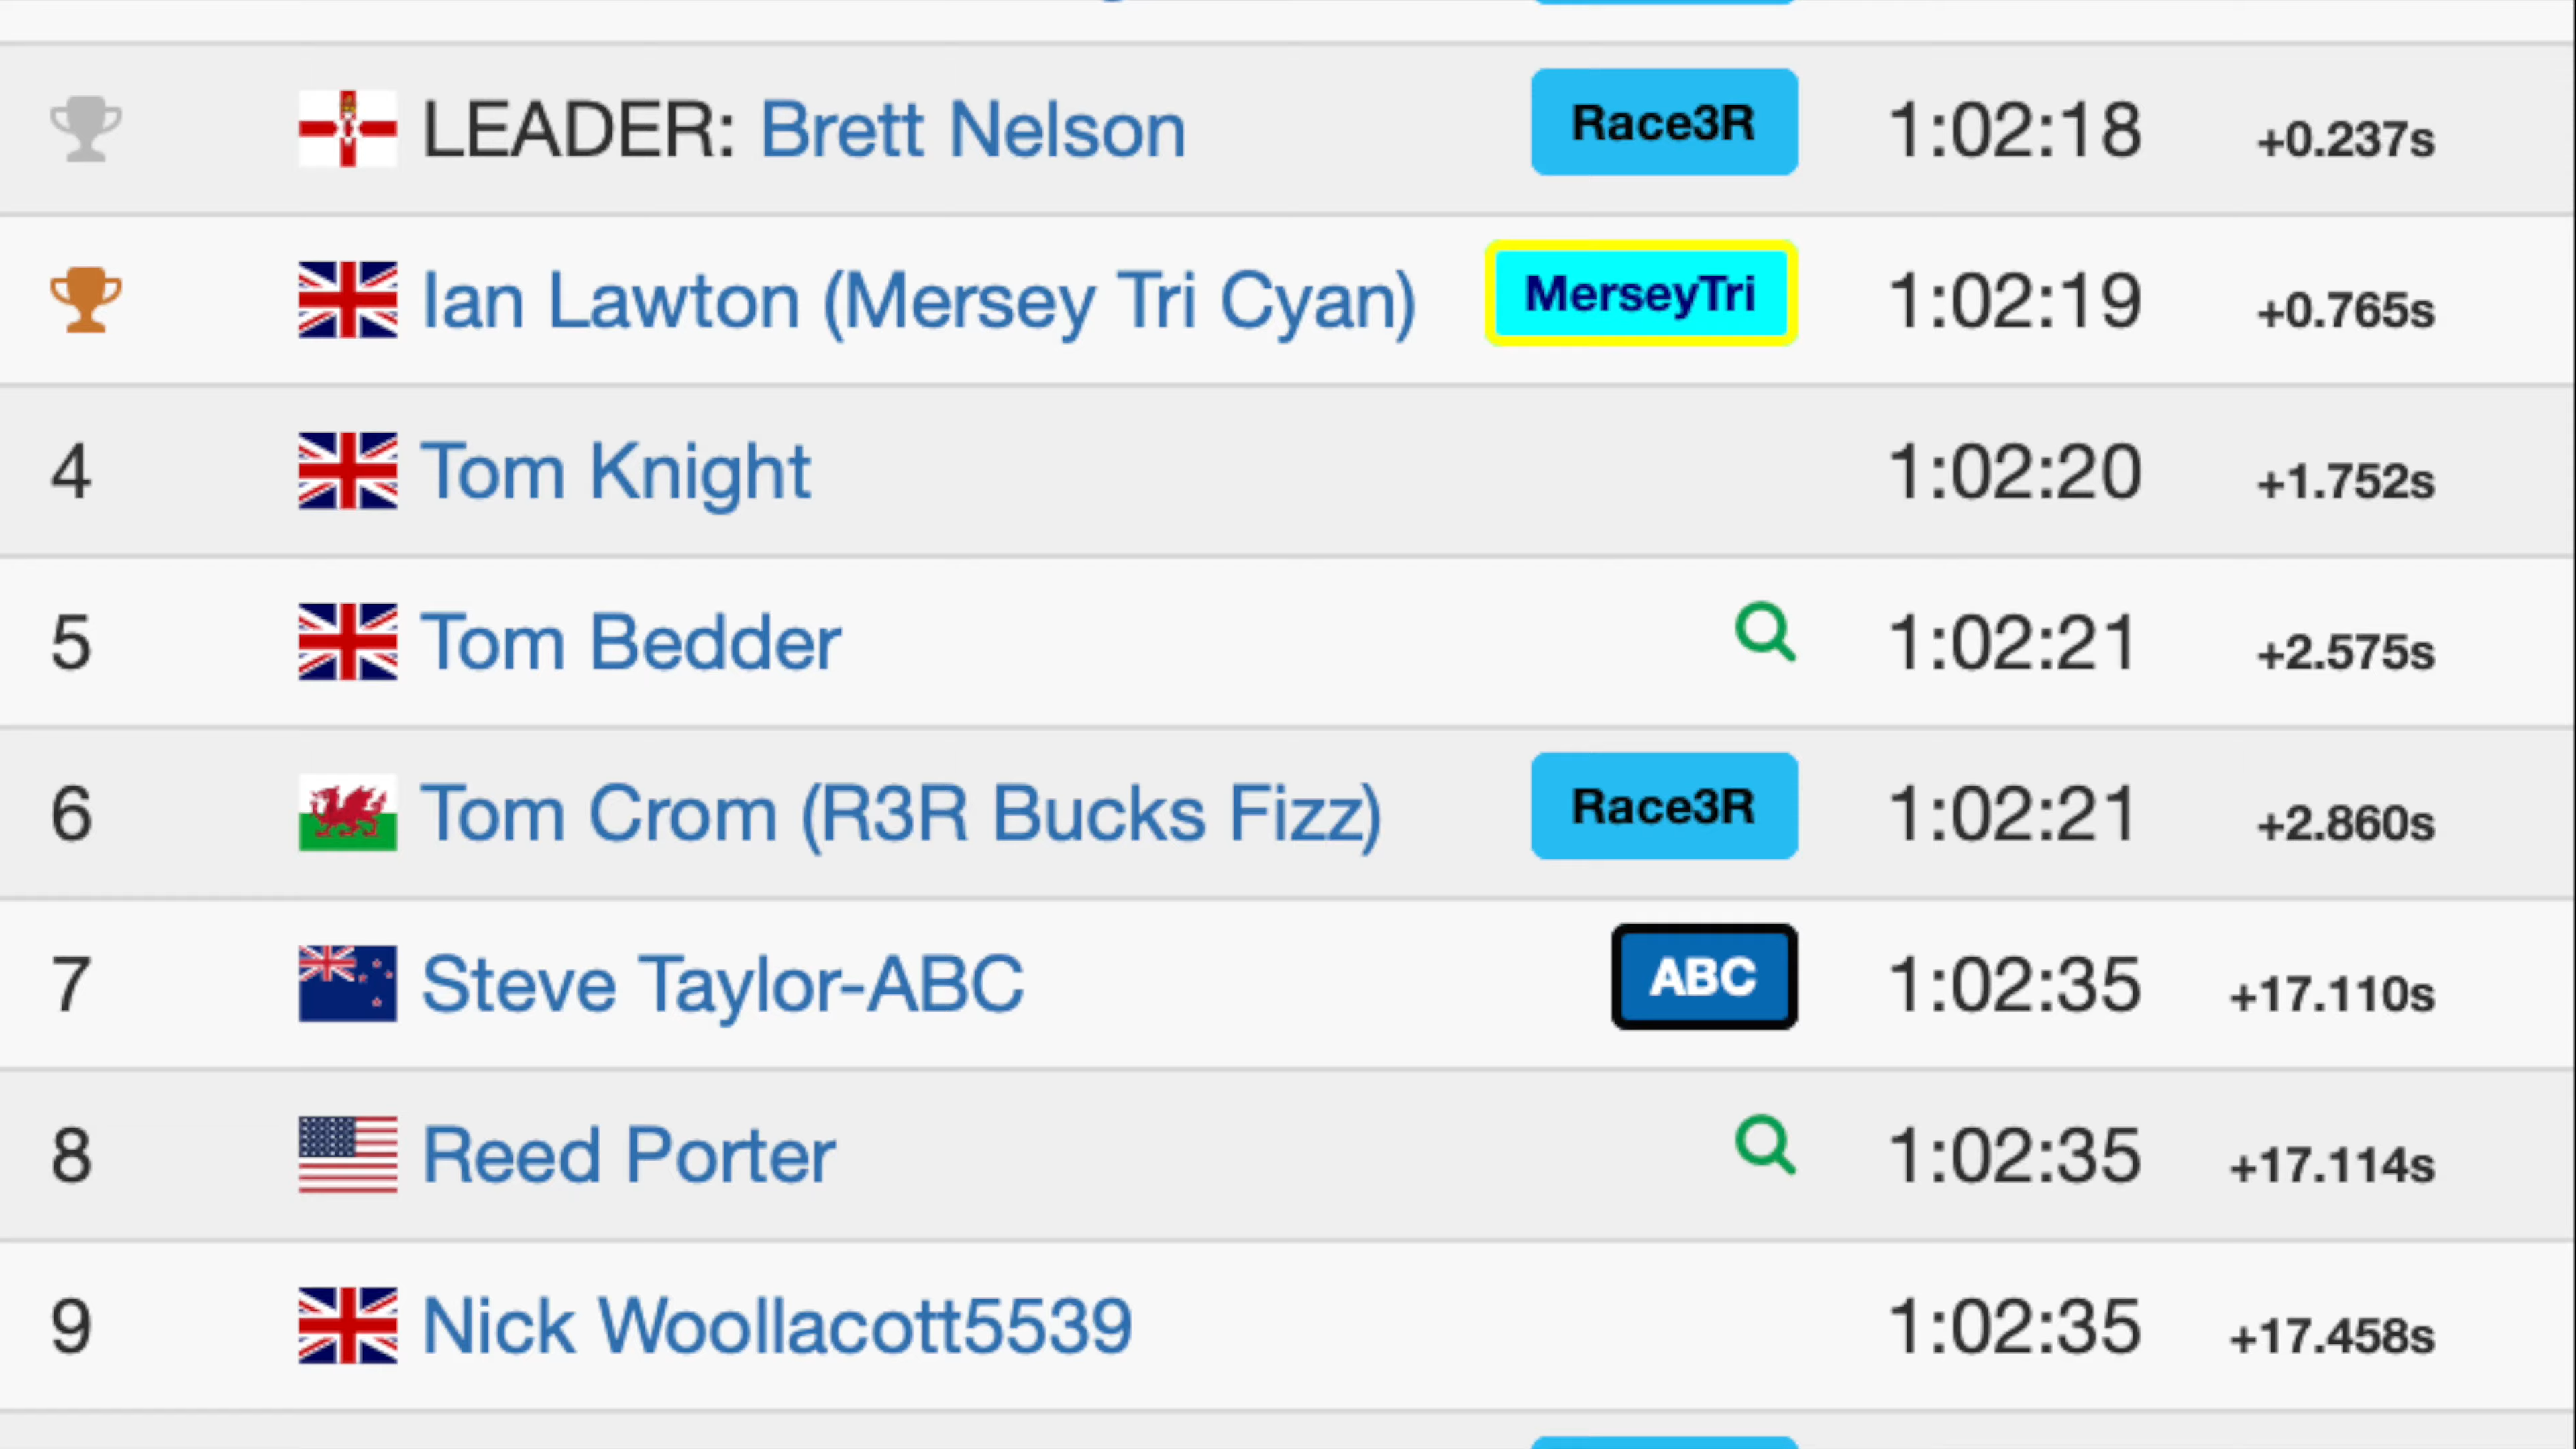 LEADER: Brett Nelson Race3R 1:02:18 +0.237s
Ian Lawton (Mersey Tri Cyan) MerseyTri 1:02:19 +0.765s
4 Tom Knight 1:02:20 +1.752s
5 Tom Bedder 1:02:21 +2.575s
6 Tom Crom (R3R Bucks Fizz) Race3R 1:02:21 +2.860s
7 Steve Taylor-ABC ABC 1:02:35 +17.110s
8 Reed Porter 1:02:35 +17.114s
9 Nick Woollacott5539 1:02:35 +17.458s